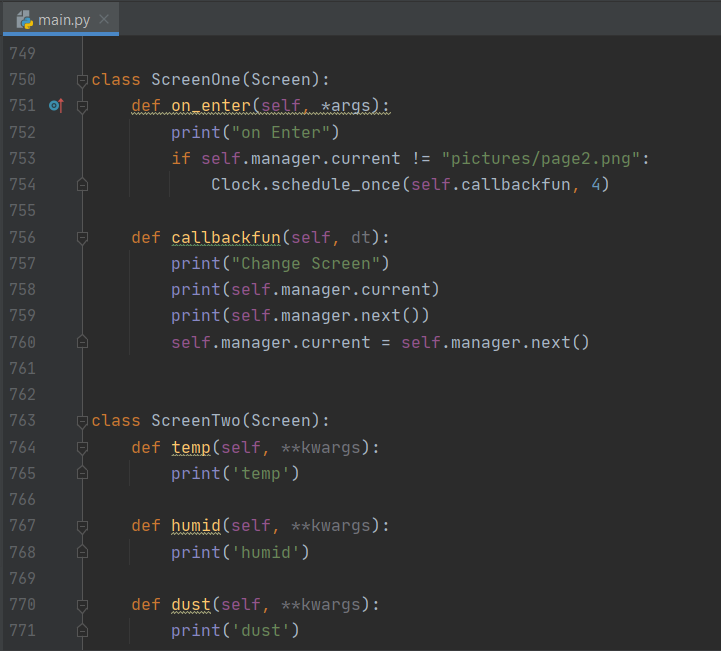 main.py
749
750 class ScreenOne(Screen):
751 def on_enter(self, *args):
752 print("on Enter")
753 if self.manager.current != "pictures/page2.png":
754 Clock.schedule_once(self.callbackfun, 4)
755
756 def callbackfun(self, dt):
757 print("Change Screen")
758 print(self.manager.current)
759 print(self.manager.next())
760 self.manager.current = self.manager.next()
761
762
763 class ScreenTwo(Screen):
764 def temp(self, **kwargs):
765 print('temp')
766
767 def humid(self, **kwargs):
768 print('humid')
769
770 def dust(self, **kwargs):
771 print('dust')